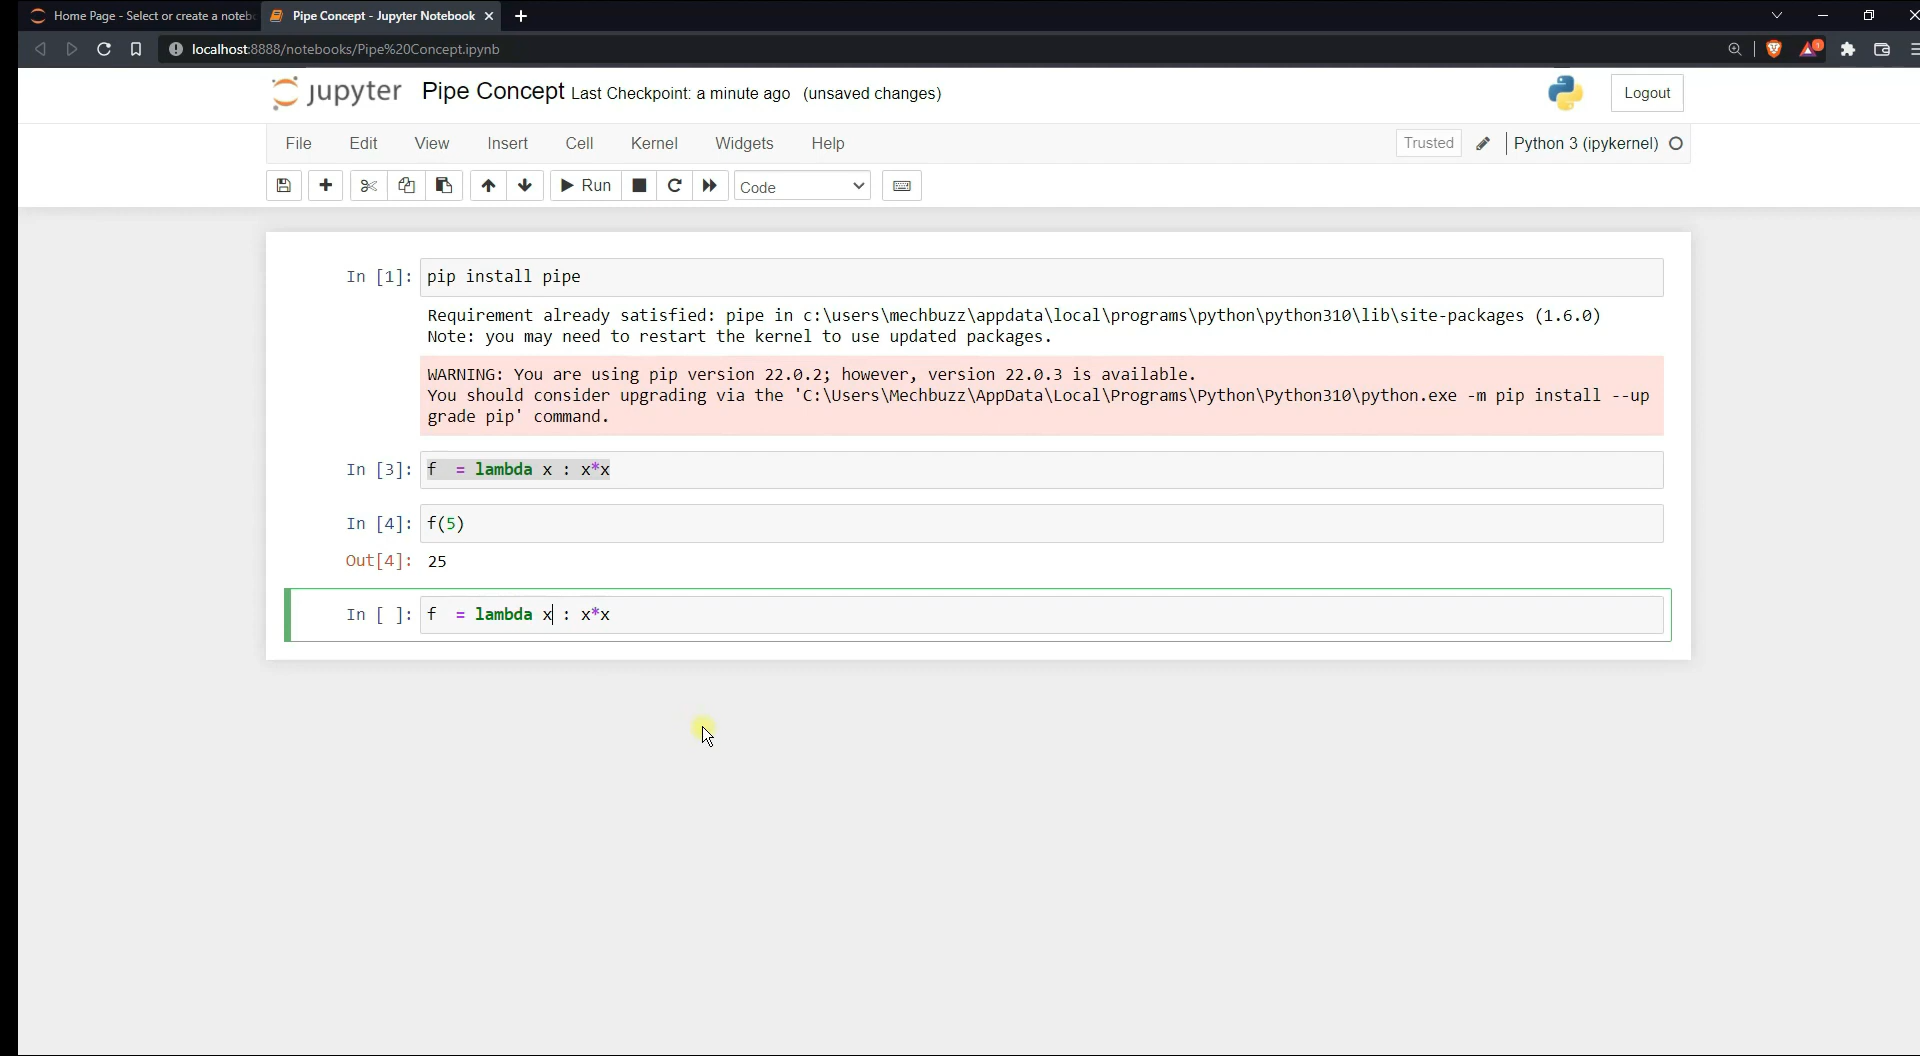 Home Page - Select or create a noteb
Pipe Concept - Jupyter Notebook
localhost:8888/notebooks/Pipe%20Concept.ipynb
1
jupyter Pipe Concept Last Checkpoint: a minute ago (unsaved changes)
Logout
File Edit View Insert Cell Kernel Widgets Help
Trusted Python 3 (ipykernel)
Run Code
In [1]: pip install pipe
Requirement already satisfied: pipe in c:\users\mechbuzz\appdata\local\programs\python\python310\lib\site-packages (1.6.0)
Note: you may need to restart the kernel to use updated packages.
WARNING: You are using pip version 22.0.2; however, version 22.0.3 is available.
You should consider upgrading via the 'C:\Users\Mechbuzz\AppData\Local\Programs\Python\Python310\python.exe -m pip install --up
grade pip' command.
In [3]: f  = lambda x : x*x
In [4]: f(5)
Out[4]: 25
In [ ]: f  = lambda x : x*x